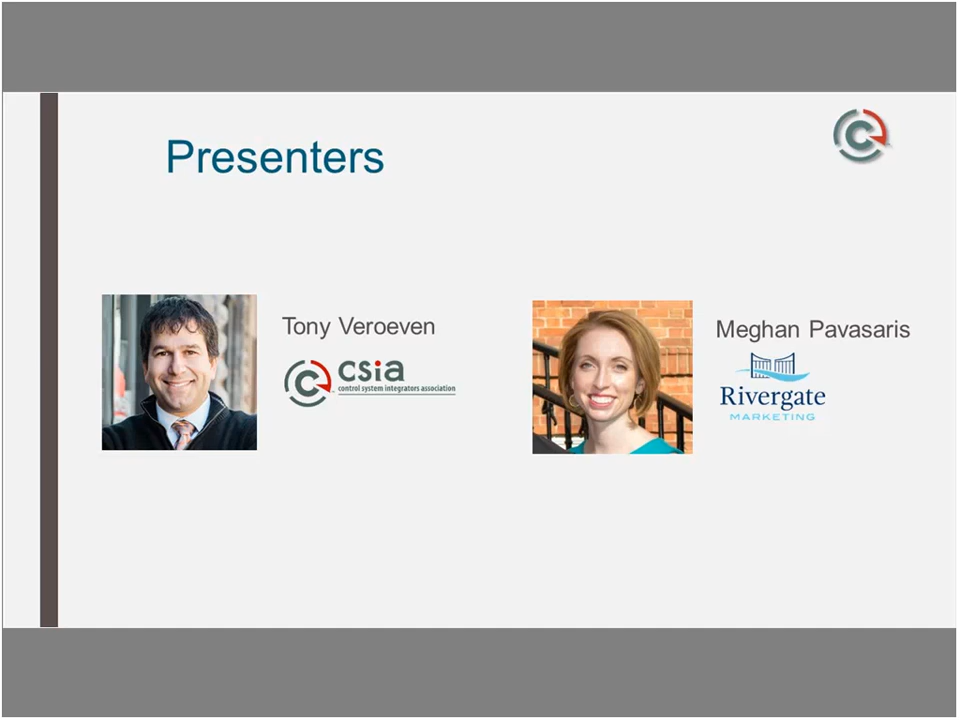 Presenters
Tony Veroeven
csia
control system integrators association
Meghan Pavasaris
Rivergate
MARKETING